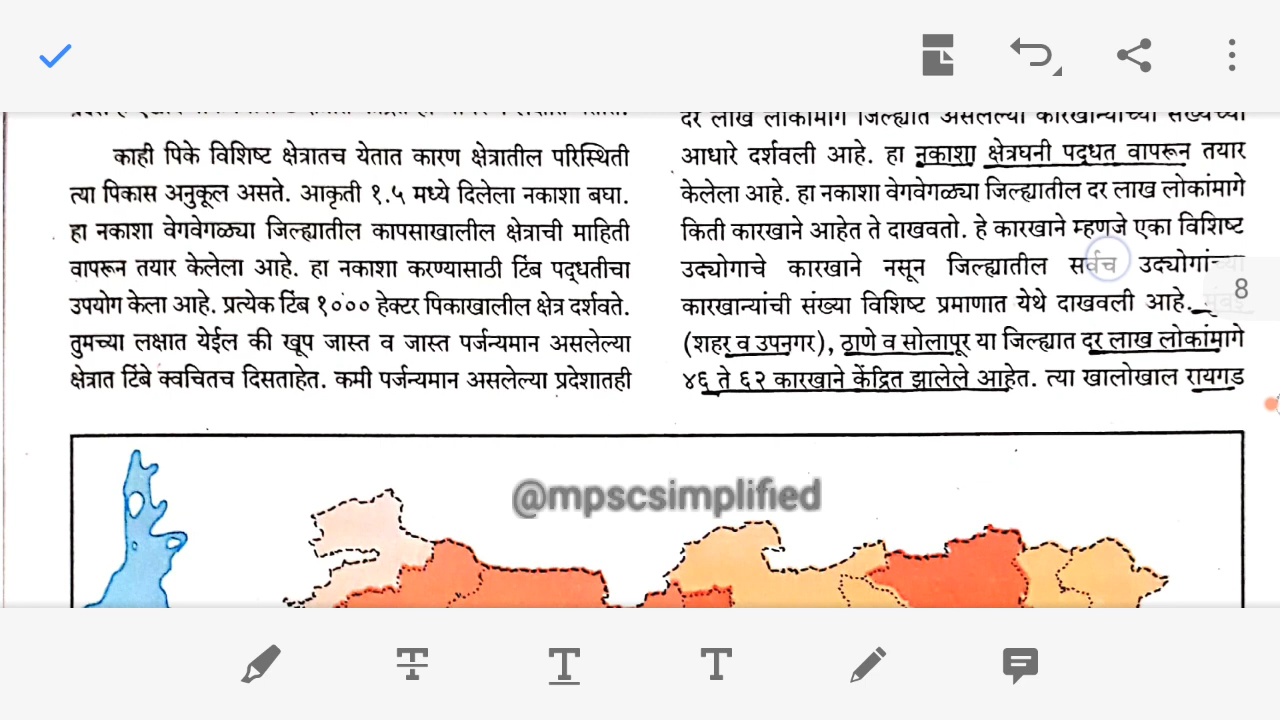 काही पिके विशिष्ट क्षेत्रातच येतात कारण क्षेत्रातील परिस्थिती
त्या पिकास अनुकूल असते. आकृती १.५ मध्ये दिलेला नकाशा बघा.
हा नकाशा वेगवेगळ्या जिल्ह्यातील कापसाखालील क्षेत्राची माहिती
वापरून तयार केलेला आहे. हा नकाशा करण्यासाठी टिंब पद्धतीचा
उपयोग केला आहे. प्रत्येक टिंब १००० हेक्टर पिकाखालील क्षेत्र दर्शवते.
तुमच्या लक्षात येईल की खूप जास्त व जास्त पर्जन्यमान असलेल्या
क्षेत्रात टिंबे क्वचितच दिसताहेत. कमी पर्जन्यमान असलेल्या प्रदेशातही
दर लाख लोकांमागे जिल्ह्यात असलेल्या कारखान्यांच्या संख्येच्या
आधारे दर्शवली आहे. हा नकाशा क्षेत्रघनी पद्धत वापरून तयार
केलेला आहे. हा नकाशा वेगवेगळ्या जिल्ह्यातील दर लाख लोकांमागे
किती कारखाने आहेत ते दाखवतो. हे कारखाने म्हणजे एका विशिष्ट
उद्योगाचे कारखाने नसून जिल्ह्यातील सर्वच उद्योगांच्या
कारखान्यांची संख्या विशिष्ट प्रमाणात येथे दाखवली आहे. मुंबई
(शहर व उपनगर), ठाणे व सोलापूर या जिल्ह्यात दर लाख लोकांमागे
४६ ते ६२ कारखाने केंद्रित झालेले आहेत. त्या खालोखाल रायगड
8
@mpscsimplified